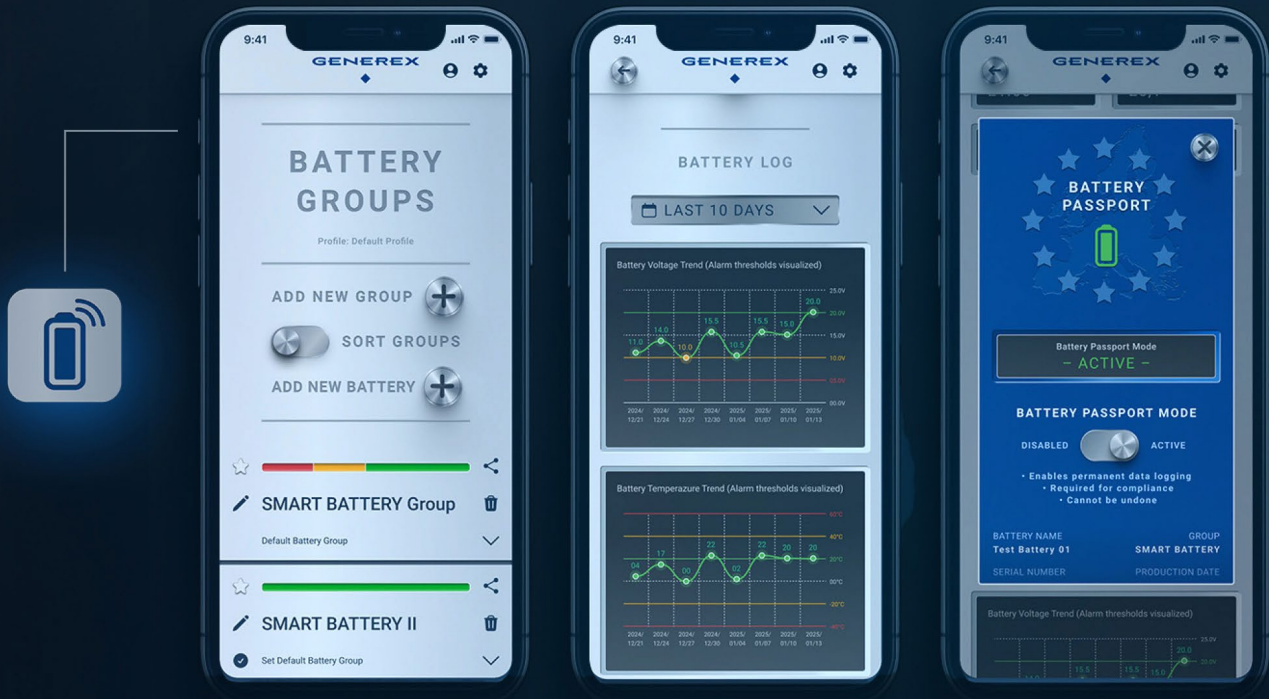 9:41
GENEREX
BATTERY
GROUPS
Profile: Default Profile
ADD NEW GROUP
SORT GROUPS
ADD NEW BATTERY
SMART BATTERY Group
Default Battery Group
SMART BATTERY II
Set Default Battery Group
9:41
GENEREX
BATTERY LOG
LAST 10 DAYS
Battery Voltage Trend (Alarm thresholds visualized)
25.0V
20.0
20.0V
15.5
15.5
15.0
14.0
15.0V
11.0
10.0
10.5
10.0V
03.0V
00.0V
2024/ 2024/ 2024/ 2024/ 2025/ 2025/ 2025/ 2025/
12/21 12/24 12/27 12/30 01/04 01/07 01/10 01/13
Battery Temperazure Trend (Alarm thresholds visualized)
60°C
40°C
22
22
20
20
17
20°C
04
00
02
00°C
-20°C
-40°C
2024/ 2024/ 2024/ 2024/ 2025/ 2025/ 2025/ 2025/
12/21 12/24 12/27 12/30 01/04 01/07 01/10 01/13
9:41
GENEREX
BATTERY
PASSPORT
Battery Passport Mode
– ACTIVE –
BATTERY PASSPORT MODE
DISABLED
ACTIVE
• Enables permanent data logging
• Required for compliance
• Cannot be undone
BATTERY NAME
GROUP
Test Battery 01
SMART BATTERY
SERIAL NUMBER
PRODUCTION DATE
Battery Voltage Trend (Alarm thresholds visualized)
25.0V
20.0
20.0V
15.5
15.5
15.0
14.0